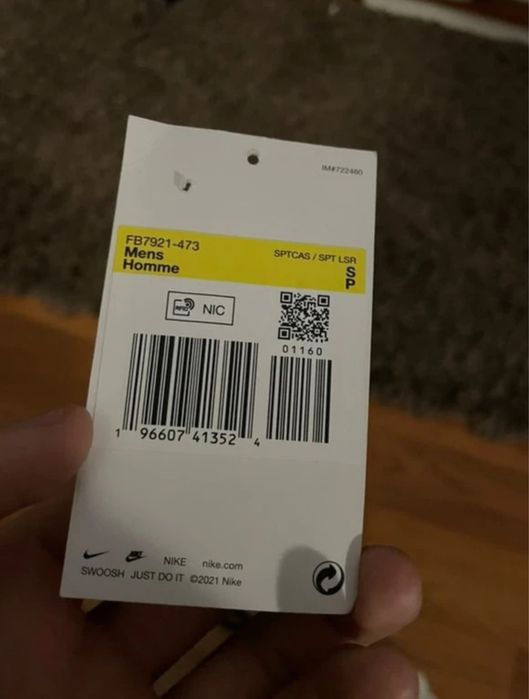 IM#722460
FB7921-473
Mens
Homme
SPTCAS / SPT LSR
S
P
RFID
NIC
01160
1 96607 41352 4
NIKE nike.com
SWOOSH JUST DO IT ©2021 Nike